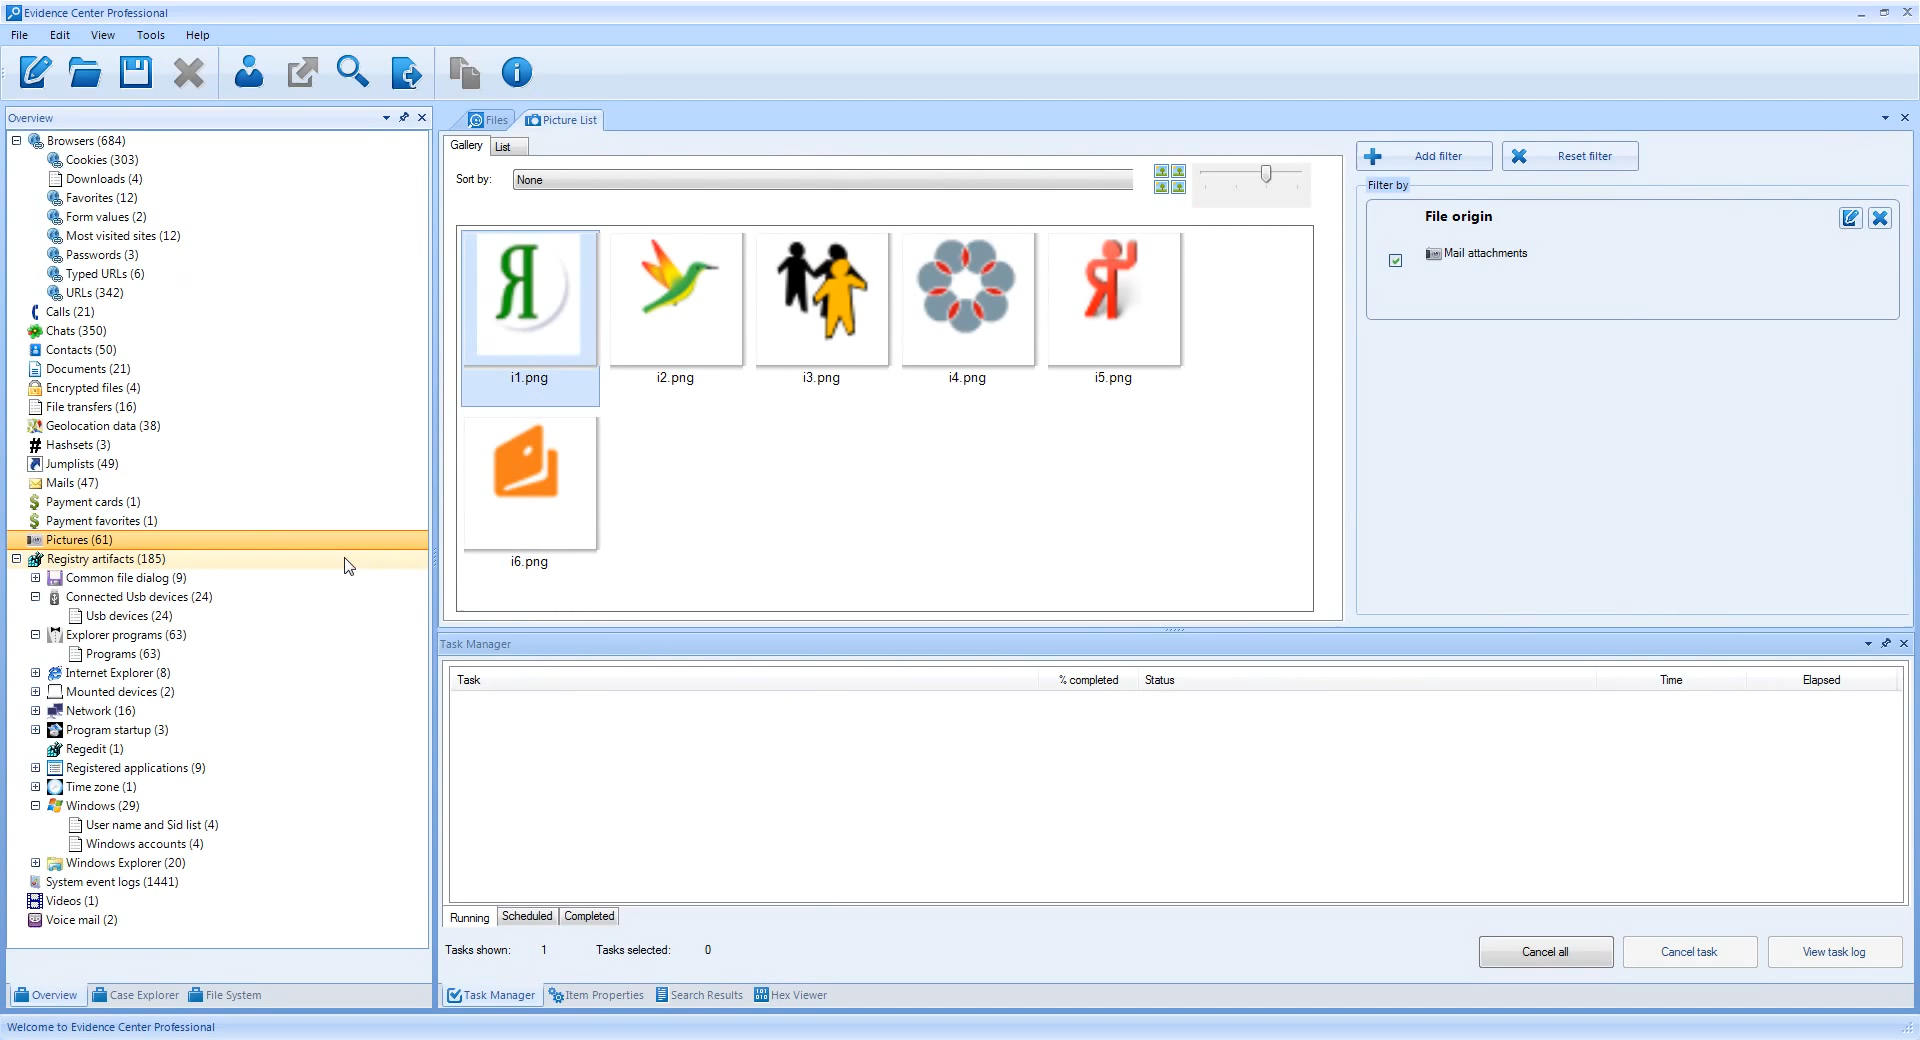 Evidence Center Professional
File Edit View Tools Help
Overview
Browsers (684)
Cookies (303)
Downloads (4)
Favorites (12)
Form values (2)
Most visited sites (12)
Passwords (3)
Typed URLs (6)
URLs (342)
Calls (21)
Chats (350)
Contacts (50)
Documents (21)
Encrypted files (4)
File transfers (16)
Geolocation data (38)
Hashsets (3)
Jumplists (49)
Mails (47)
Payment cards (1)
Payment favorites (1)
Pictures (61)
Registry artifacts (185)
Common file dialog (9)
Connected Usb devices (24)
Usb devices (24)
Explorer programs (63)
Programs (63)
Internet Explorer (8)
Mounted devices (2)
Network (16)
Program startup (3)
Regedit (1)
Registered applications (9)
Time zone (1)
Windows (29)
User name and Sid list (4)
Windows accounts (4)
Windows Explorer (20)
System event logs (1441)
Videos (1)
Voice mail (2)
Overview Case Explorer File System
Files Picture List
Gallery List
Sort by: None
Я
i1.png i2.png i3.png i4.png i5.png
i6.png
Add filter Reset filter
Filter by
File origin
Mail attachments
Task Manager
Task % completed Status Time Elapsed
Running Scheduled Completed
Tasks shown: 1 Tasks selected: 0
Cancel all Cancel task View task log
Task Manager Item Properties Search Results Hex Viewer
Welcome to Evidence Center Professional